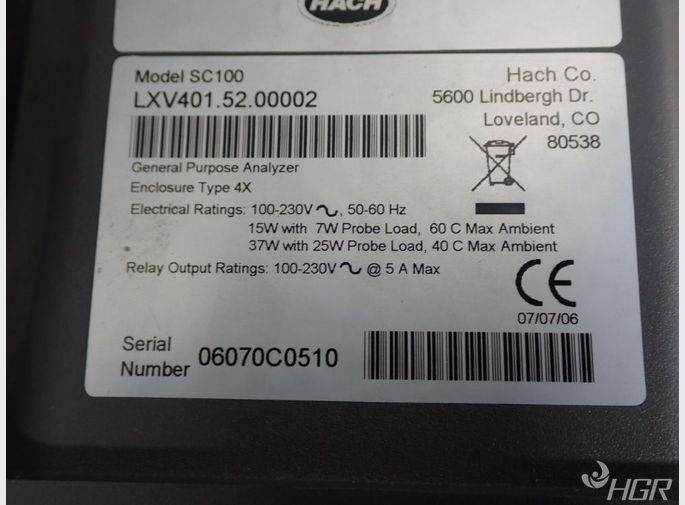 HACH
Model SC100
LXV401.52.00002
General Purpose Analyzer
Enclosure Type 4X
Electrical Ratings: 100-230V ~, 50-60 Hz
15W with 7W Probe Load, 60 C Max Ambient
37W with 25W Probe Load, 40 C Max Ambient
Relay Output Ratings: 100-230V ~ @ 5 A Max
Hach Co.
5600 Lindbergh Dr.
Loveland, CO
80538
CE
07/07/06
Serial
Number 06070C0510
HGR